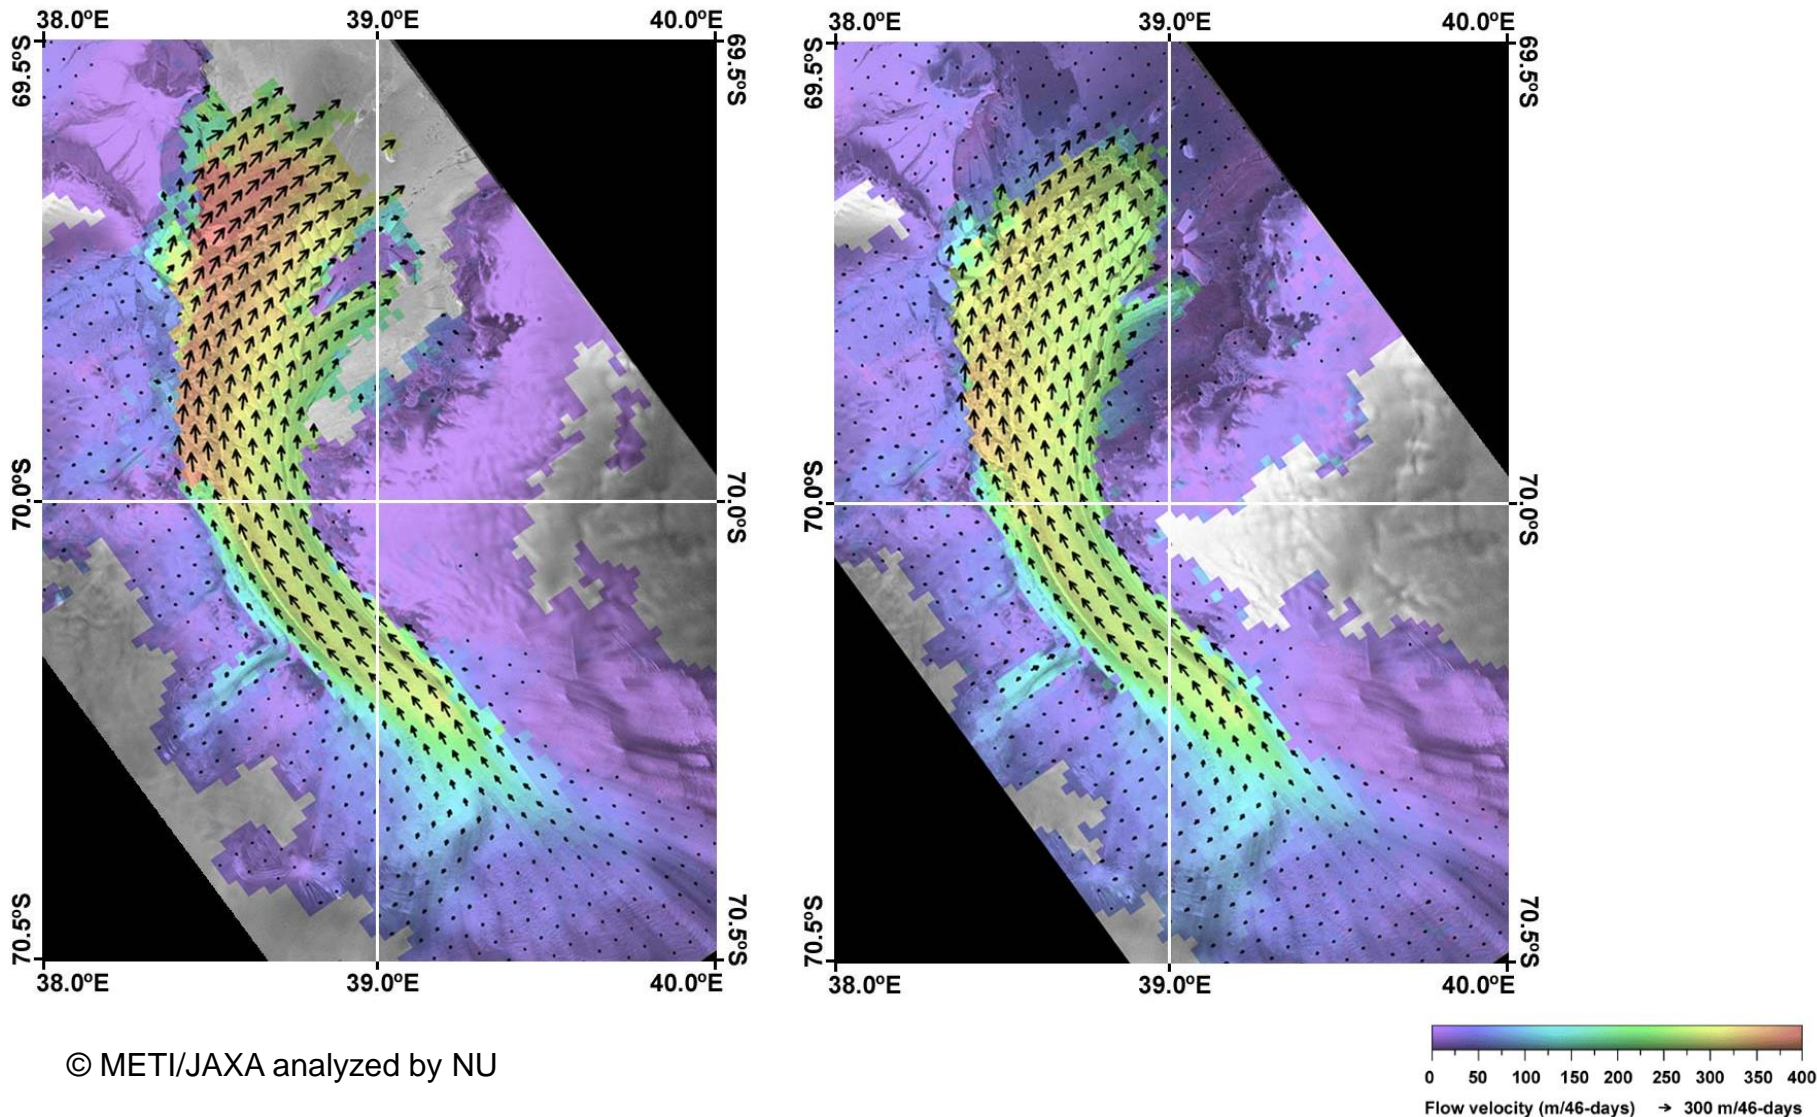 38.0ºE 39.0ºE 40.0ºE 38.0ºE 39.0ºE 40.0ºE
69.5ºS 69.5ºS 69.5ºS 69.5ºS
70.0ºS 70.0ºS 70.0ºS 70.0ºS
70.5ºS 70.5ºS 70.5ºS 70.5ºS
38.0ºE 39.0ºE 40.0ºE 38.0ºE 39.0ºE 40.0ºE
© METI/JAXA analyzed by NU
0 50 100 150 200 250 300 350 400
Flow velocity (m/46-days) → 300 m/46-days